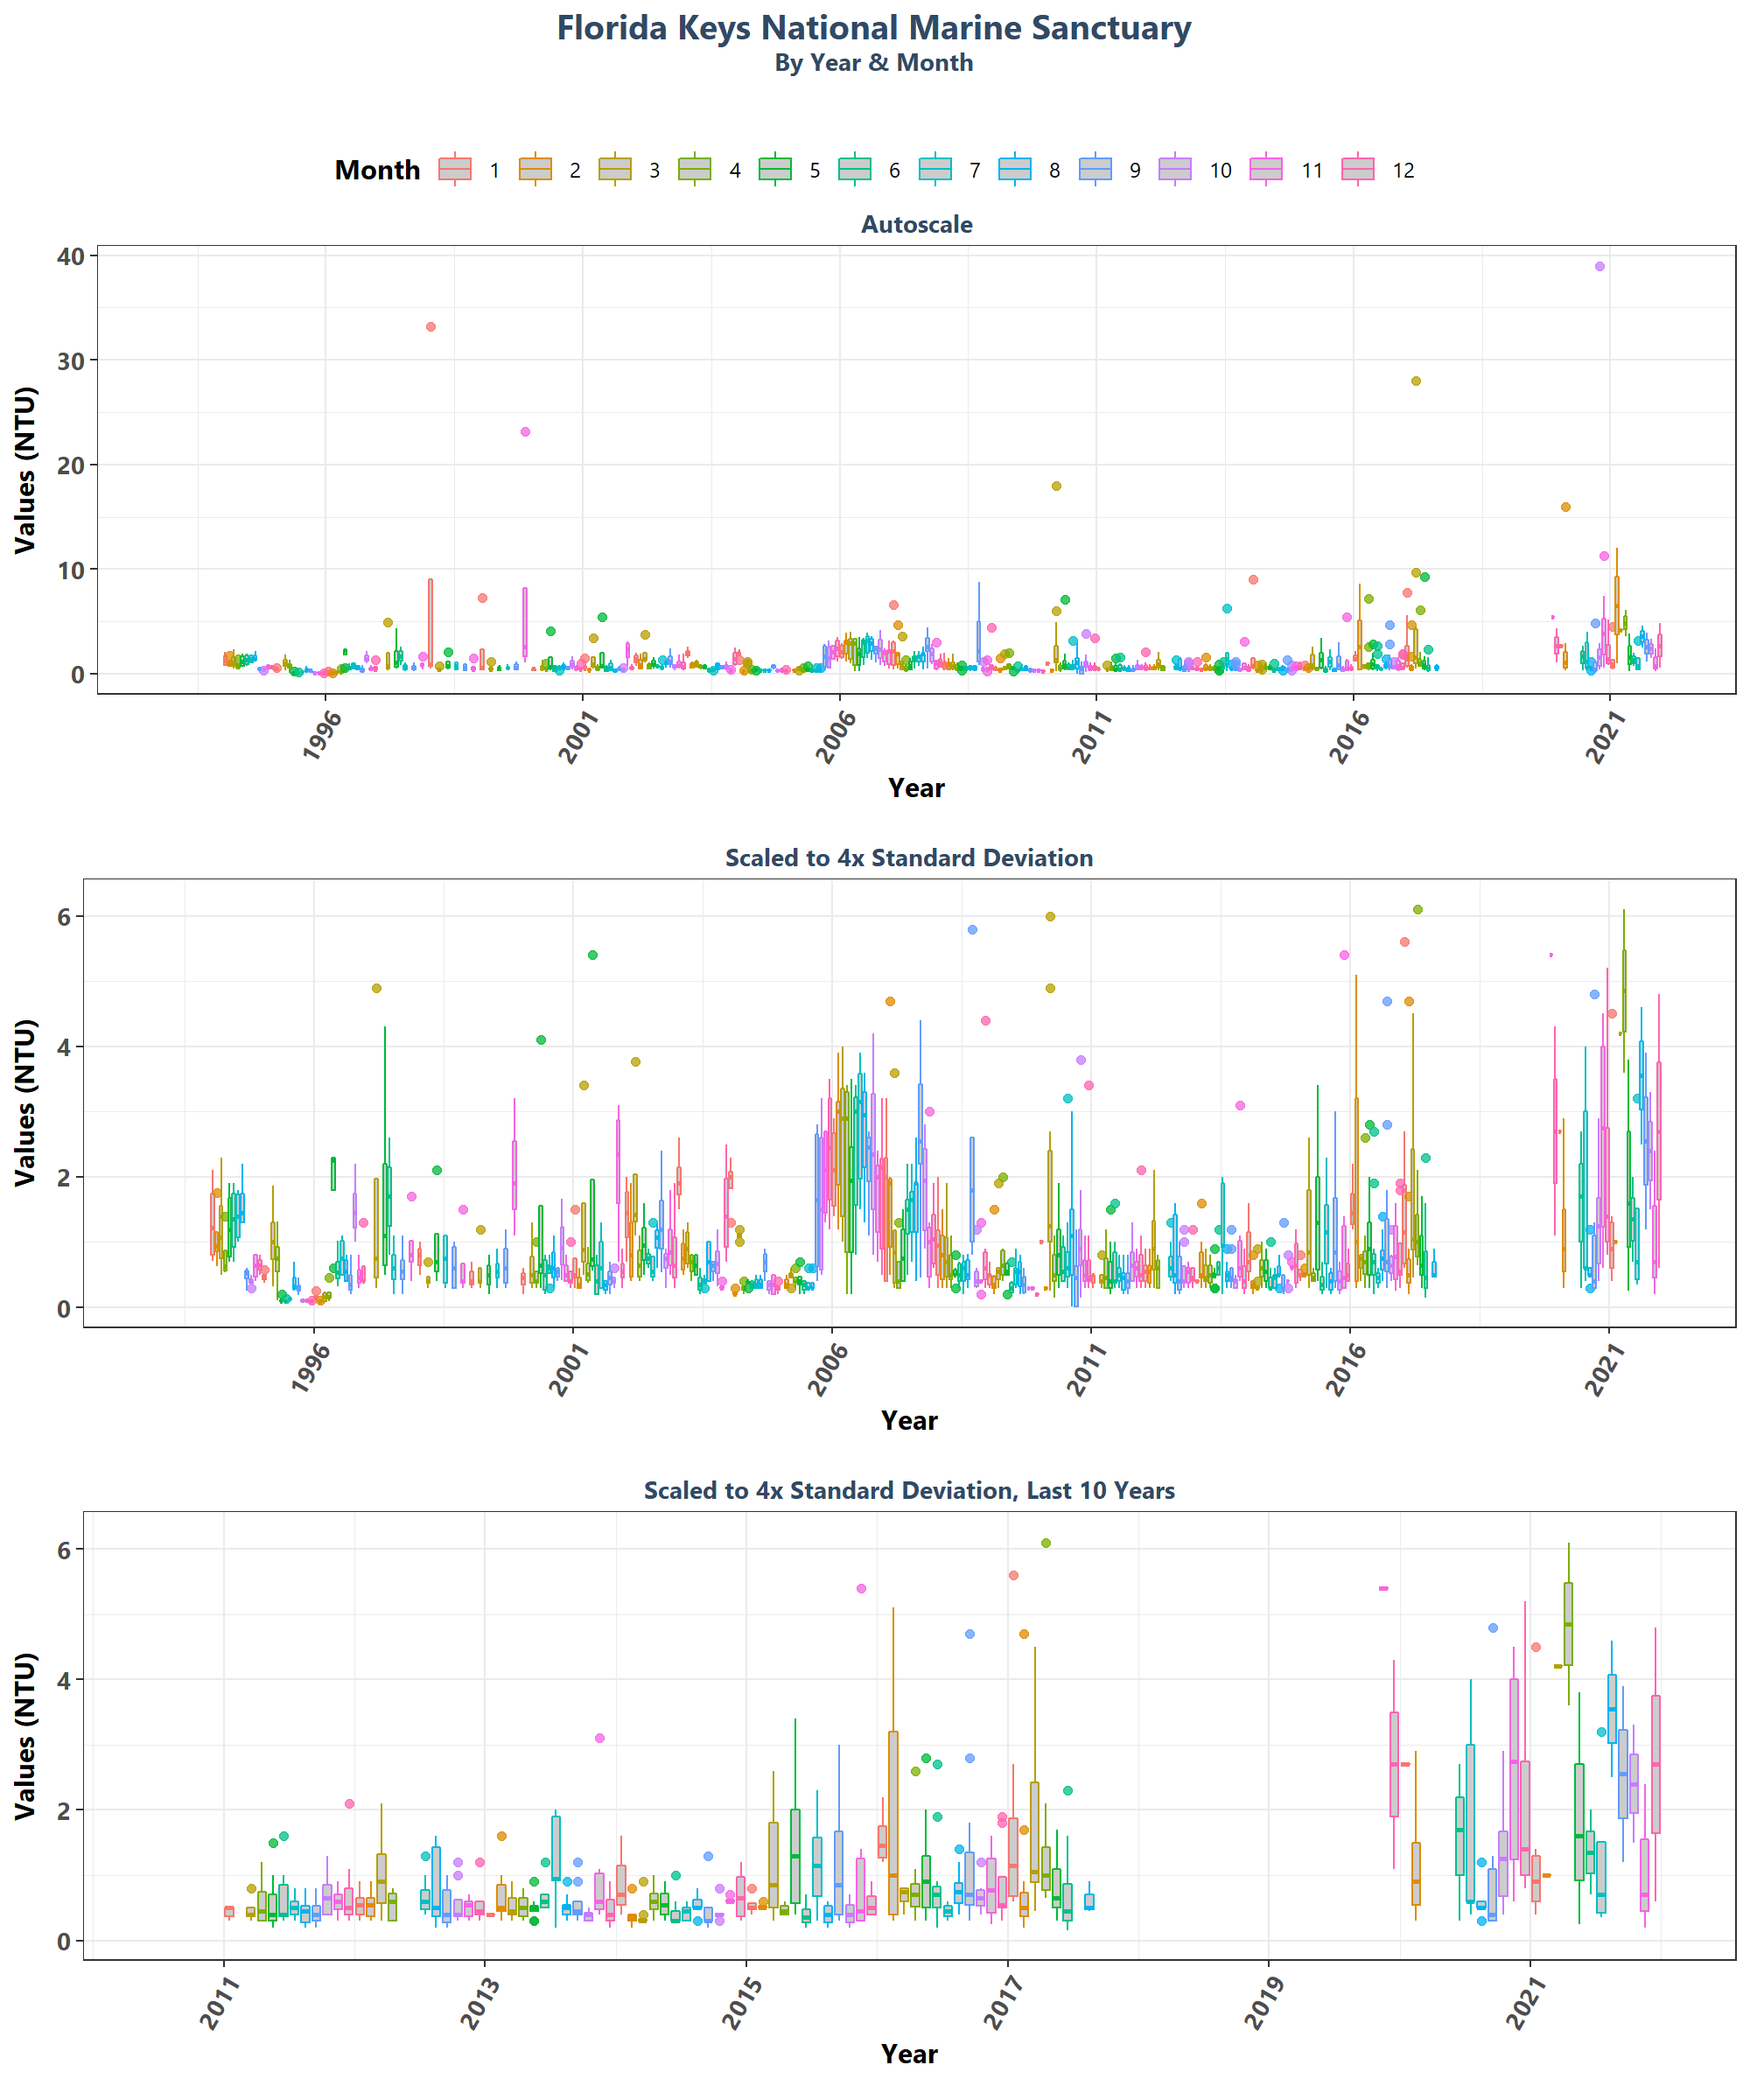 Florida Keys National Marine Sanctuary
By Year & Month
Month 1 2 3 4 5 6 7 8 9 10 11 12
Autoscale
Values (NTU)
40
30
20
10
0
1996 2001 2006 2011 2016 2021
Year
Scaled to 4x Standard Deviation
Values (NTU)
6
4
2
0
1996 2001 2006 2011 2016 2021
Year
Scaled to 4x Standard Deviation, Last 10 Years
Values (NTU)
6
4
2
0
2011 2013 2015 2017 2019 2021
Year